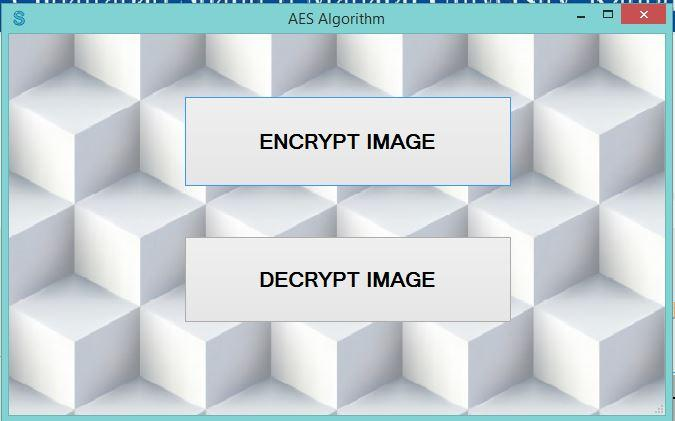 AES Algorithm
ENCRYPT IMAGE
DECRYPT IMAGE